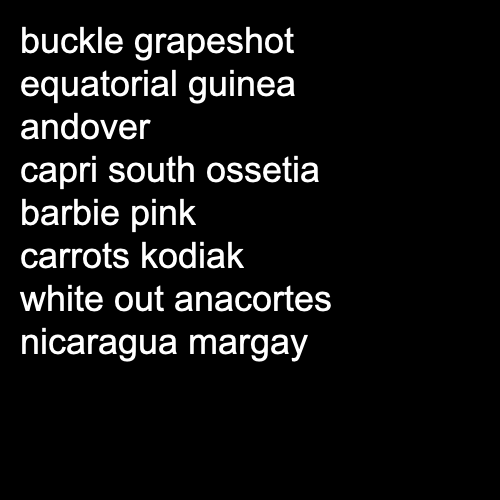 buckle grapeshot
equatorial guinea
andover
capri south ossetia
barbie pink
carrots kodiak
white out anacortes
nicaragua margay